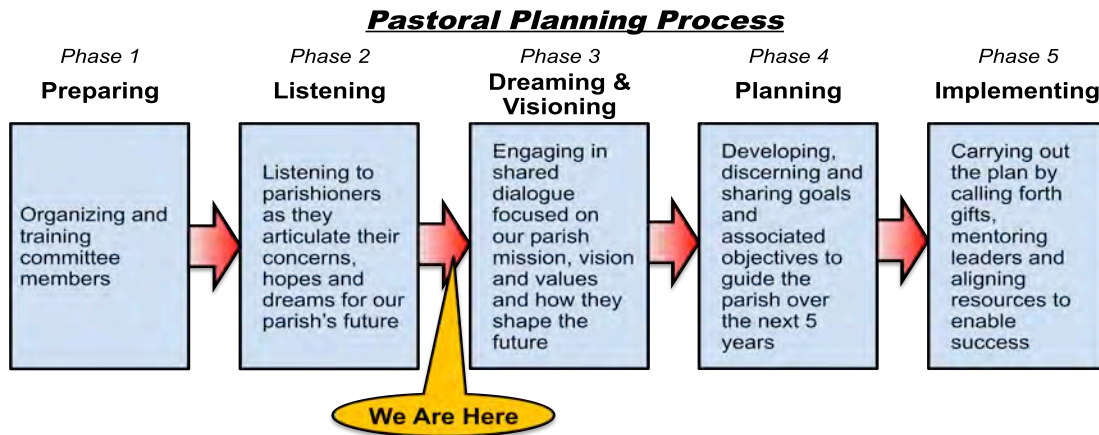 Pastoral Planning Process
Phase 1
Preparing
Organizing and
training
committee
members
Phase 2
Listening
Listening to
parishioners
as they
articulate their
concerns,
hopes and
dreams for our
parish's future
Phase 3
Dreaming &
Visioning
Engaging in
shared
dialogue
focused on
our parish
mission, vision
and values
and how they
shape the
future
Phase 4
Planning
Developing,
discerning and
sharing goals
and
associated
objectives to
guide the
parish over
the next 5
years
Phase 5
Implementing
Carrying out
the plan by
calling forth
gifts,
mentoring
leaders and
aligning
resources to
enable
success
We Are Here